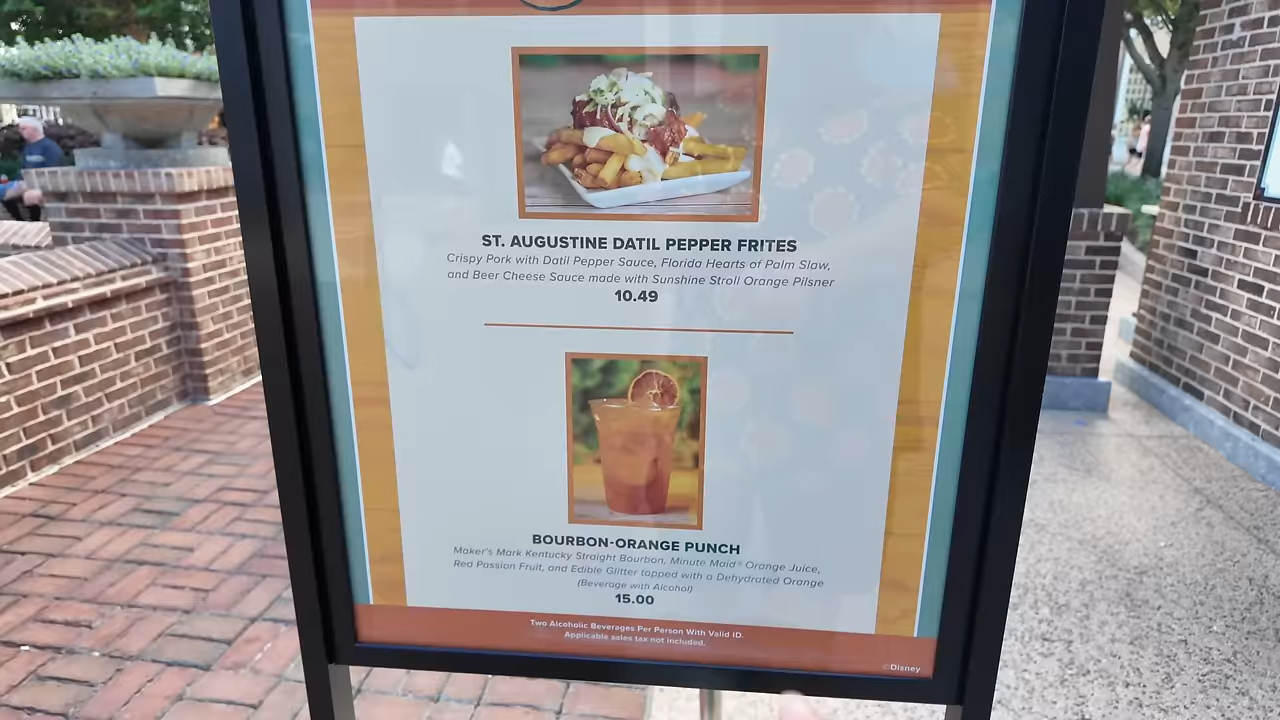 ST. AUGUSTINE DATIL PEPPER FRITES
Crispy Pork with Datil Pepper Sauce, Florida Hearts of Palm Slaw,
and Beer Cheese Sauce made with Sunshine Stroll Orange Pilsner
10.49
BOURBON-ORANGE PUNCH
Maker's Mark Kentucky Straight Bourbon, Minute Maid® Orange Juice,
Red Passion Fruit, and Edible Glitter topped with a Dehydrated Orange
(Beverage with Alcohol)
15.00
Two Alcoholic Beverages Per Person With Valid ID.
Applicable sales tax not included.
©Disney